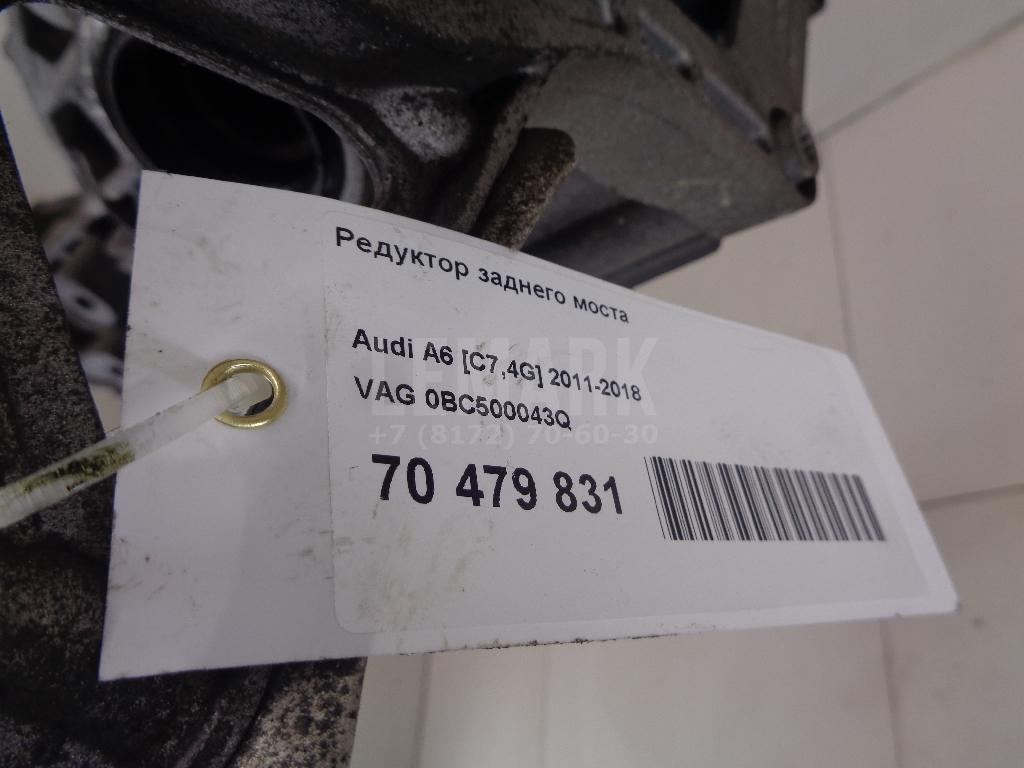 Редуктор заднего моста
Audi A6 [C7,4G] 2011-2018
VAG 0BC500043Q
LEMARK
+7 (8172) 70-60-30
70 479 831